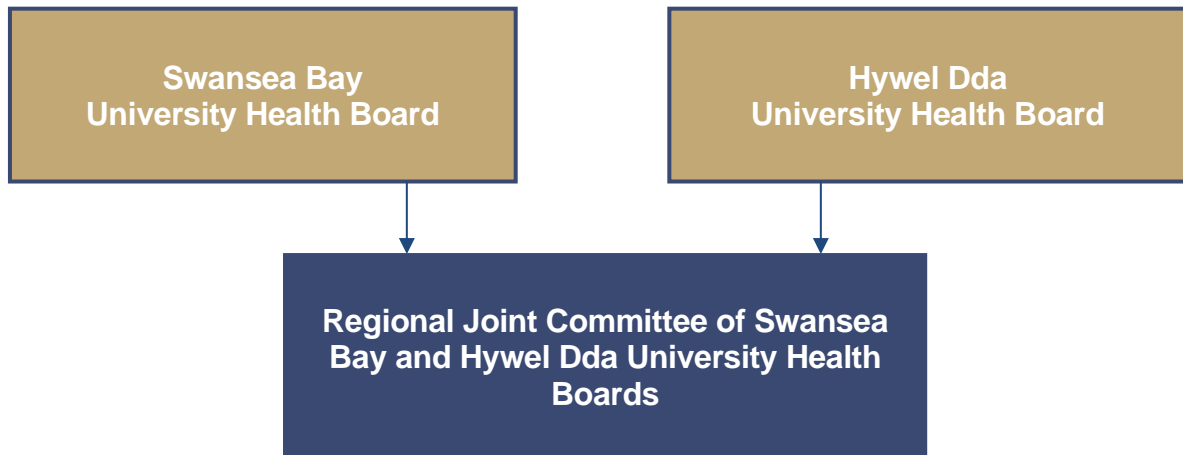 Swansea Bay
University Health Board
Hywel Dda
University Health Board
Regional Joint Committee of Swansea
Bay and Hywel Dda University Health
Boards